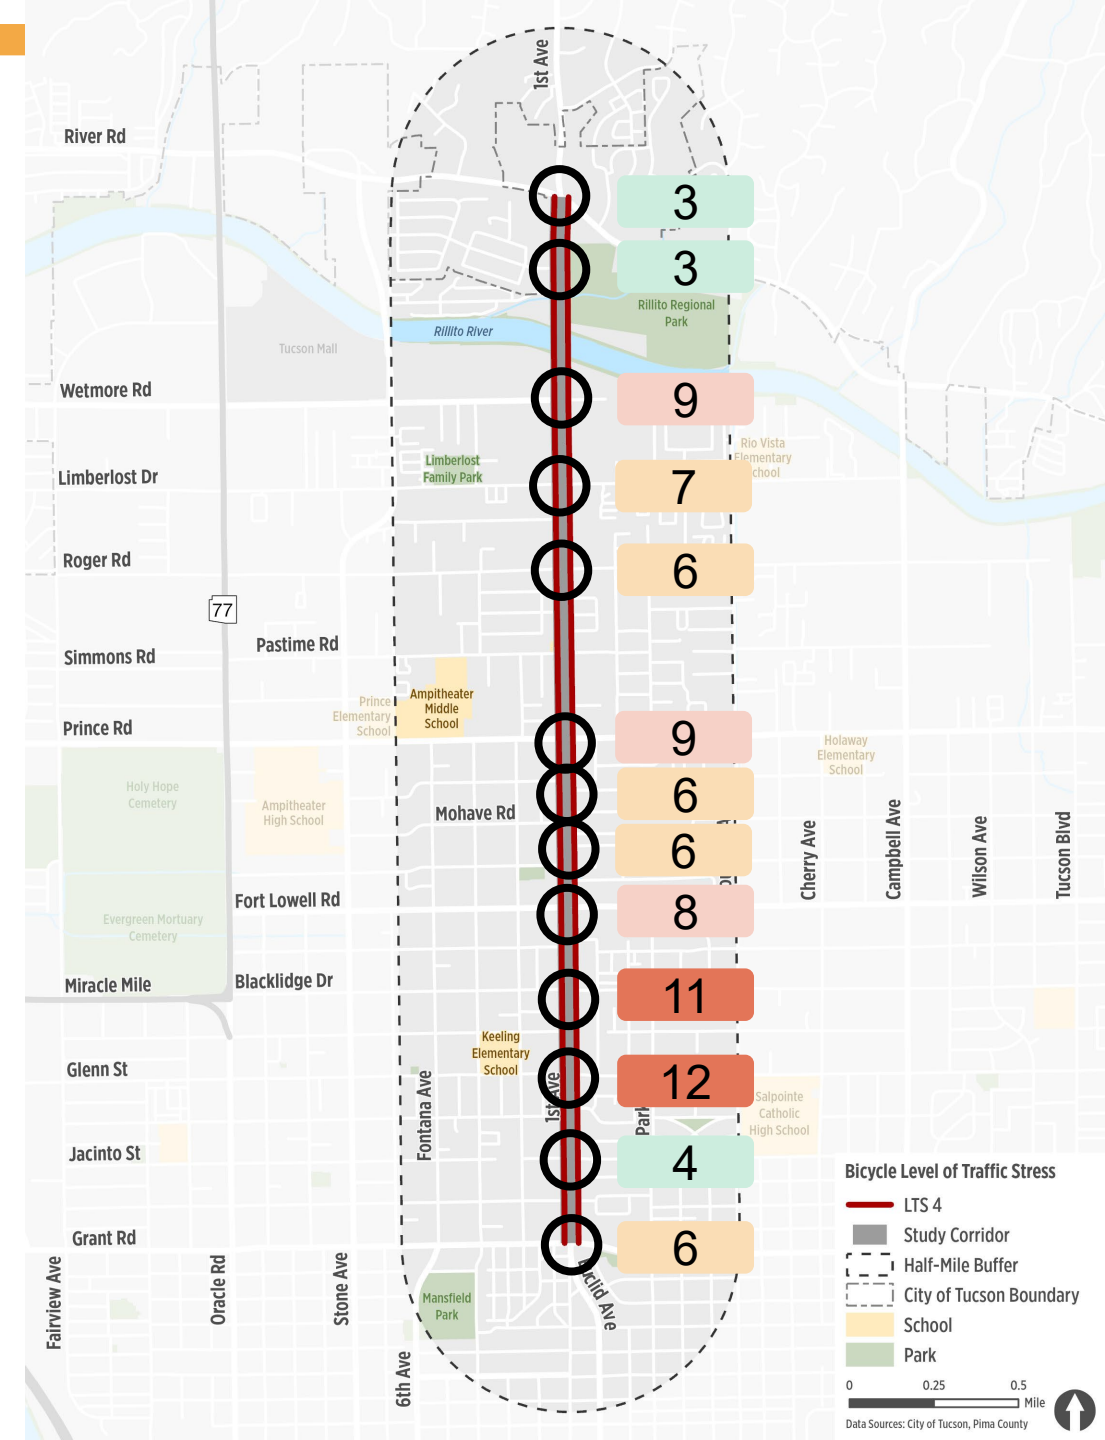 1st Ave
River Rd
3
3
Rillito Regional
Park
Rillito River
Tucson Mall
Wetmore Rd
9
Rio Vista
Elementary
School
Limberlost
Family Park
Limberlost Dr
7
Roger Rd
6
77
Pastime Rd
Simmons Rd
Ampitheater
Middle
School
Prince
Elementary
School
Prince Rd
9
Holaway
Elementary
School
Holy Hope
Cemetery
Ampitheater
High School
Mohave Rd
6
6
Cherry Ave
Campbell Ave
Wilson Ave
Tucson Blvd
Fort Lowell Rd
8
Evergreen Mortuary
Cemetery
Miracle Mile
Blacklidge Dr
11
Keeling
Elementary
School
Glenn St
12
1st Ave
Fontana Ave
Park
Salpointe
Catholic
High School
Jacinto St
4
Grant Rd
6
Euclid Ave
Fairview Ave
Oracle Rd
Stone Ave
6th Ave
Mansfield
Park
Bicycle Level of Traffic Stress
LTS 4
Study Corridor
Half-Mile Buffer
City of Tucson Boundary
School
Park
0 0.25 0.5
Mile
Data Sources: City of Tucson, Pima County